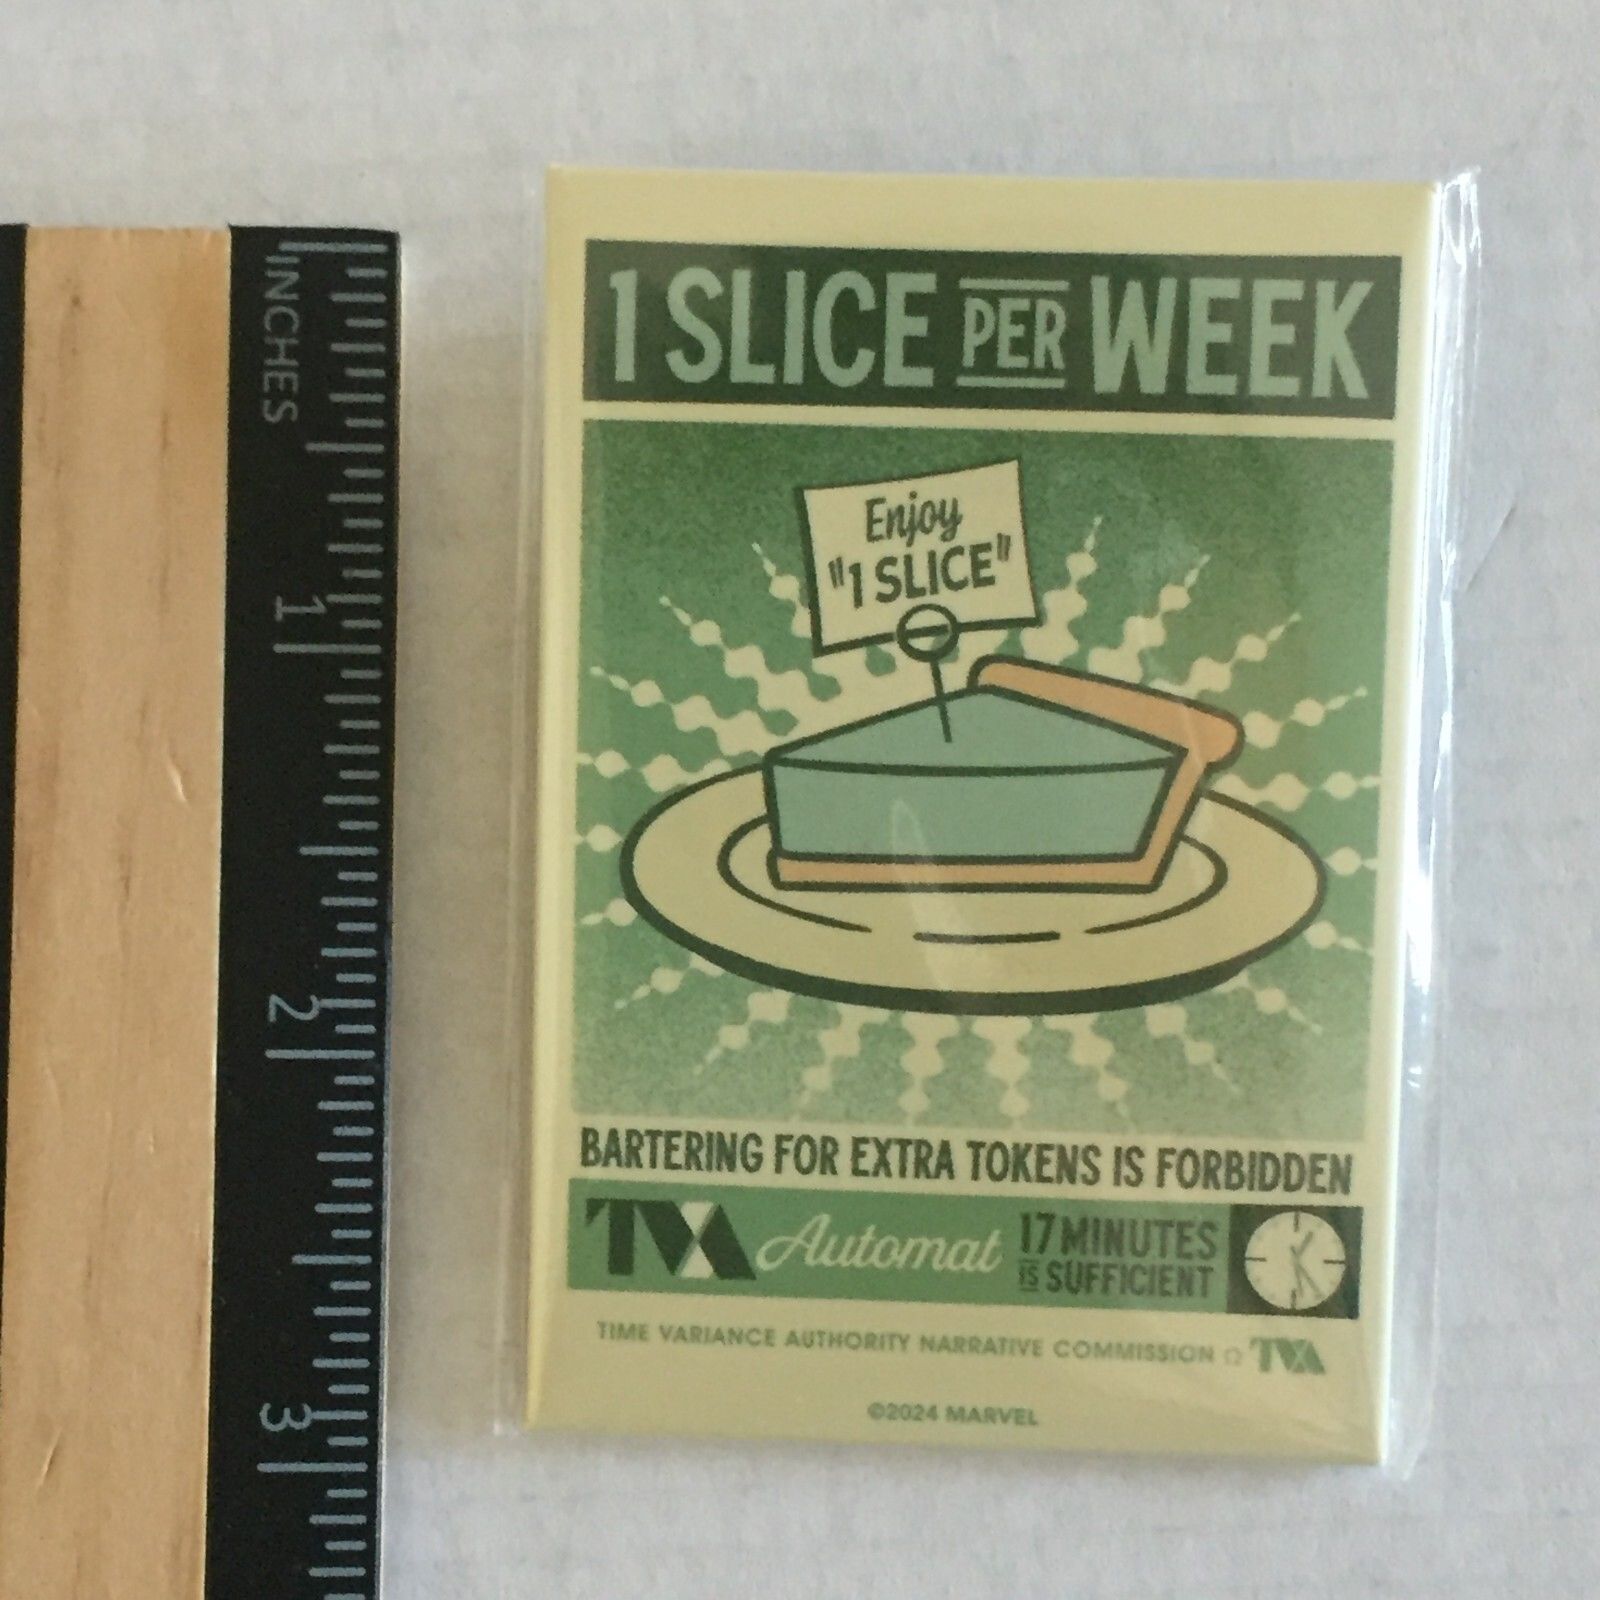 INCHES
1
2
3
1 SLICE PER WEEK
Enjoy
"1 SLICE"
BARTERING FOR EXTRA TOKENS IS FORBIDDEN
TVA Automat 17 MINUTES
IS SUFFICIENT
TIME VARIANCE AUTHORITY NARRATIVE COMMISSION Ω TVA
©2024 MARVEL